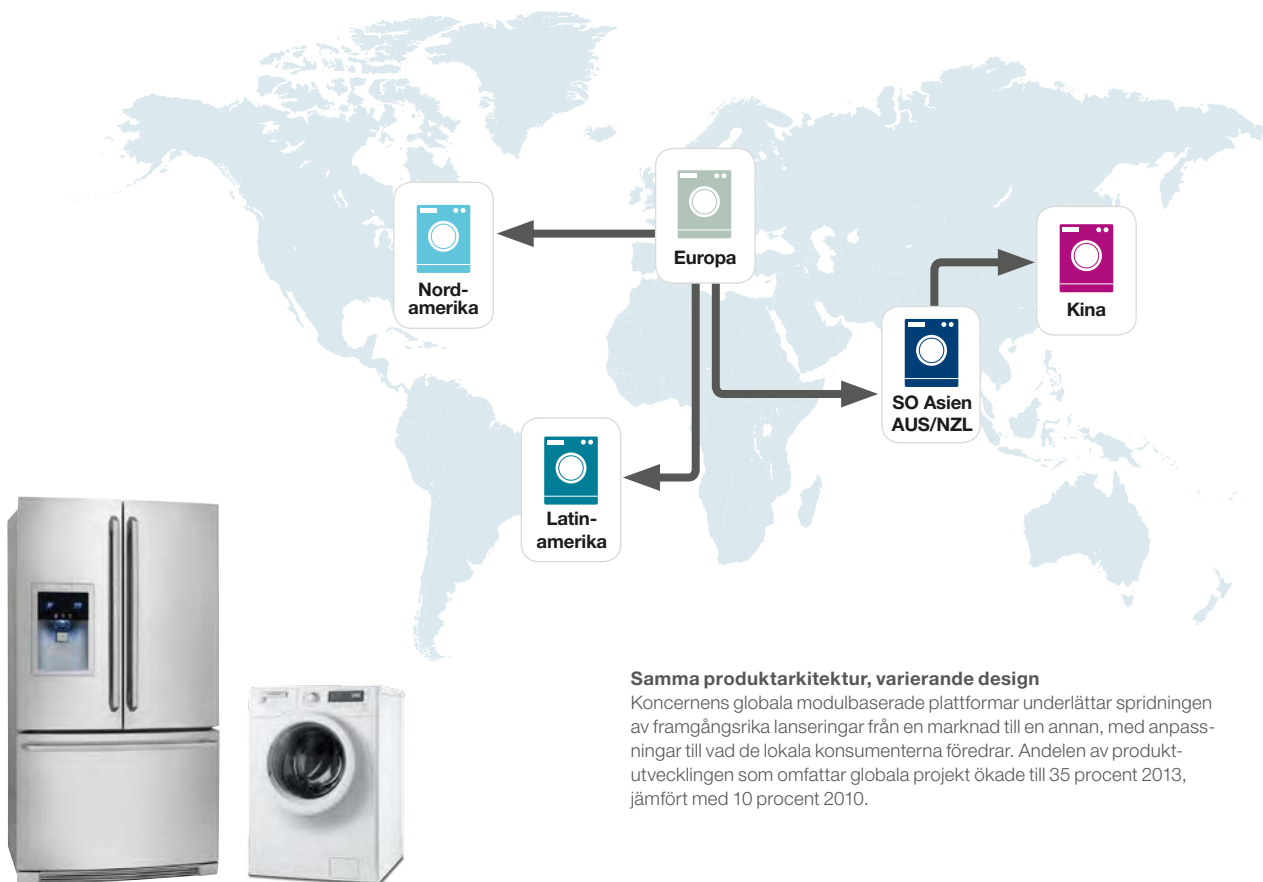 Europa
Nord-
amerika
Kina
SO Asien
AUS/NZL
Latin-
amerika
Samma produktarkitektur, varierande design
Koncernens globala modulbaserade plattformar underlättar spridningen
av framgångsrika lanseringar från en marknad till en annan, med anpass-
ningar till vad de lokala konsumenterna föredrar. Andelen av produkt-
utvecklingen som omfattar globala projekt ökade till 35 procent 2013,
jämfört med 10 procent 2010.